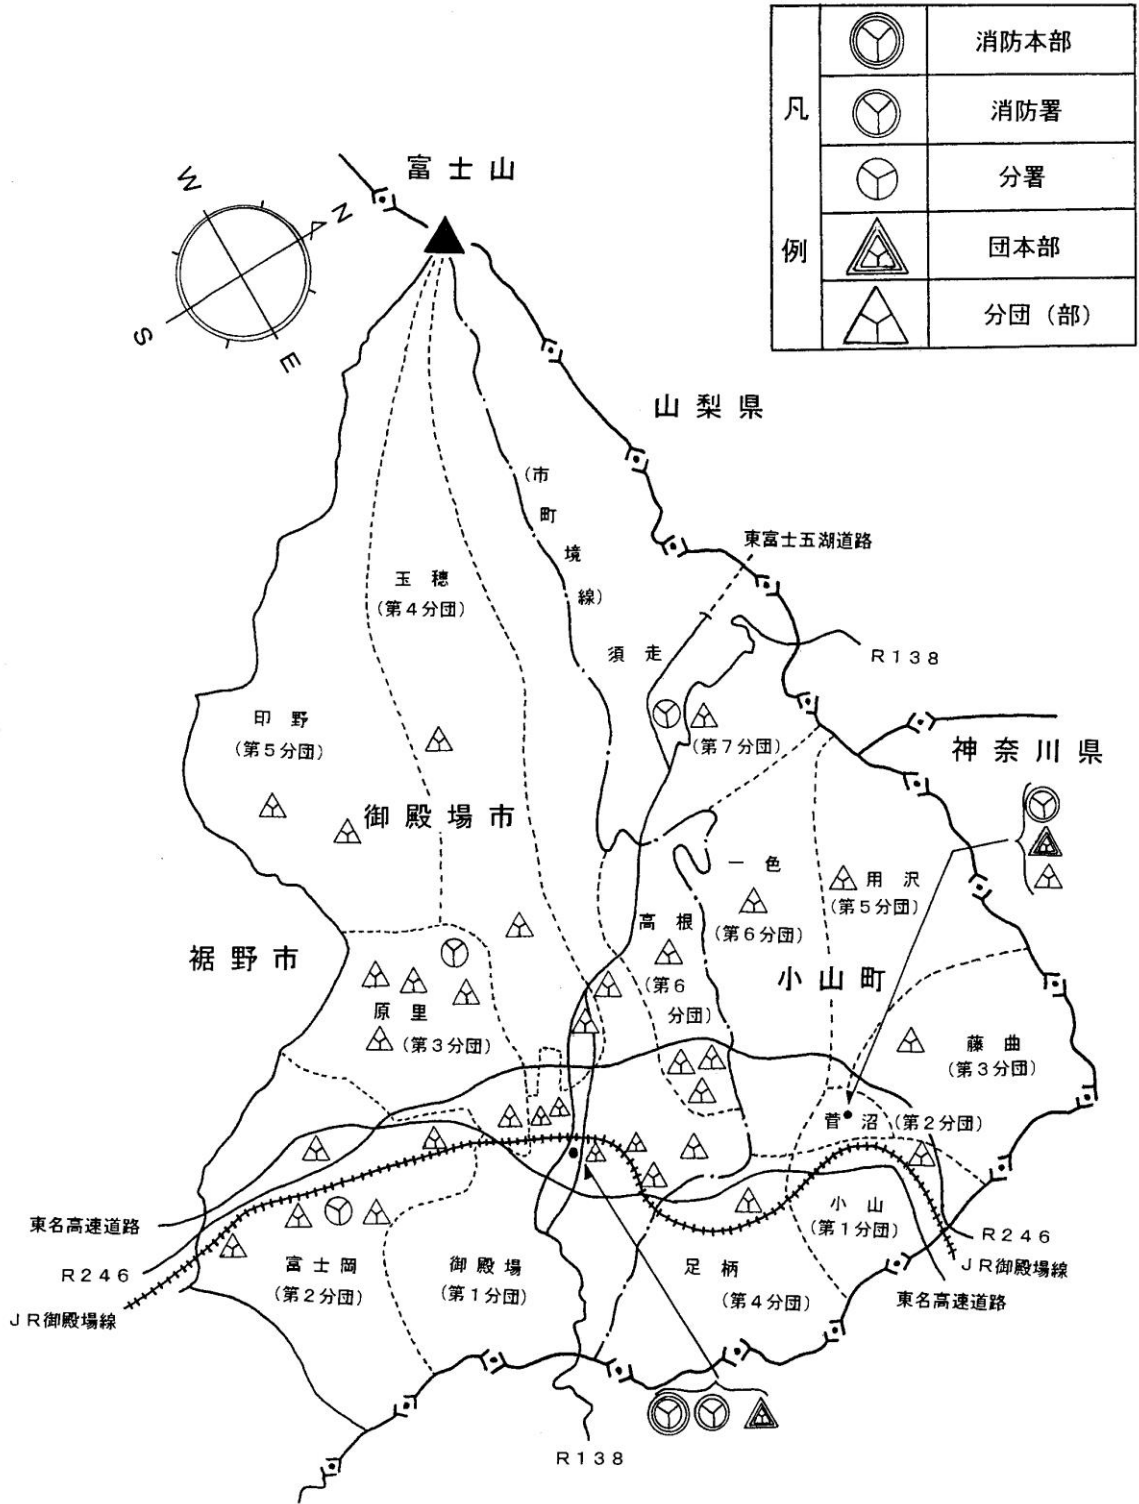 凡例
消防本部
消防署
分署
団本部
分団（部）
富士山
W
N
S
E
山梨県
（市町境線）
東富士五湖道路
玉穂
（第４分団）
須走
Ｒ１３８
印野
（第５分団）
（第７分団）
神奈川県
御殿場市
一色
（第６分団）
用沢
（第５分団）
高根
（第６
分団）
裾野市
小山町
原里
（第３分団）
藤曲
（第３分団）
菅沼（第２分団）
小山
（第１分団）
東名高速道路
Ｒ２４６
ＪＲ御殿場線
富士岡
（第２分団）
御殿場
（第１分団）
足柄
（第４分団）
Ｒ２４６
ＪＲ御殿場線
東名高速道路
Ｒ１３８